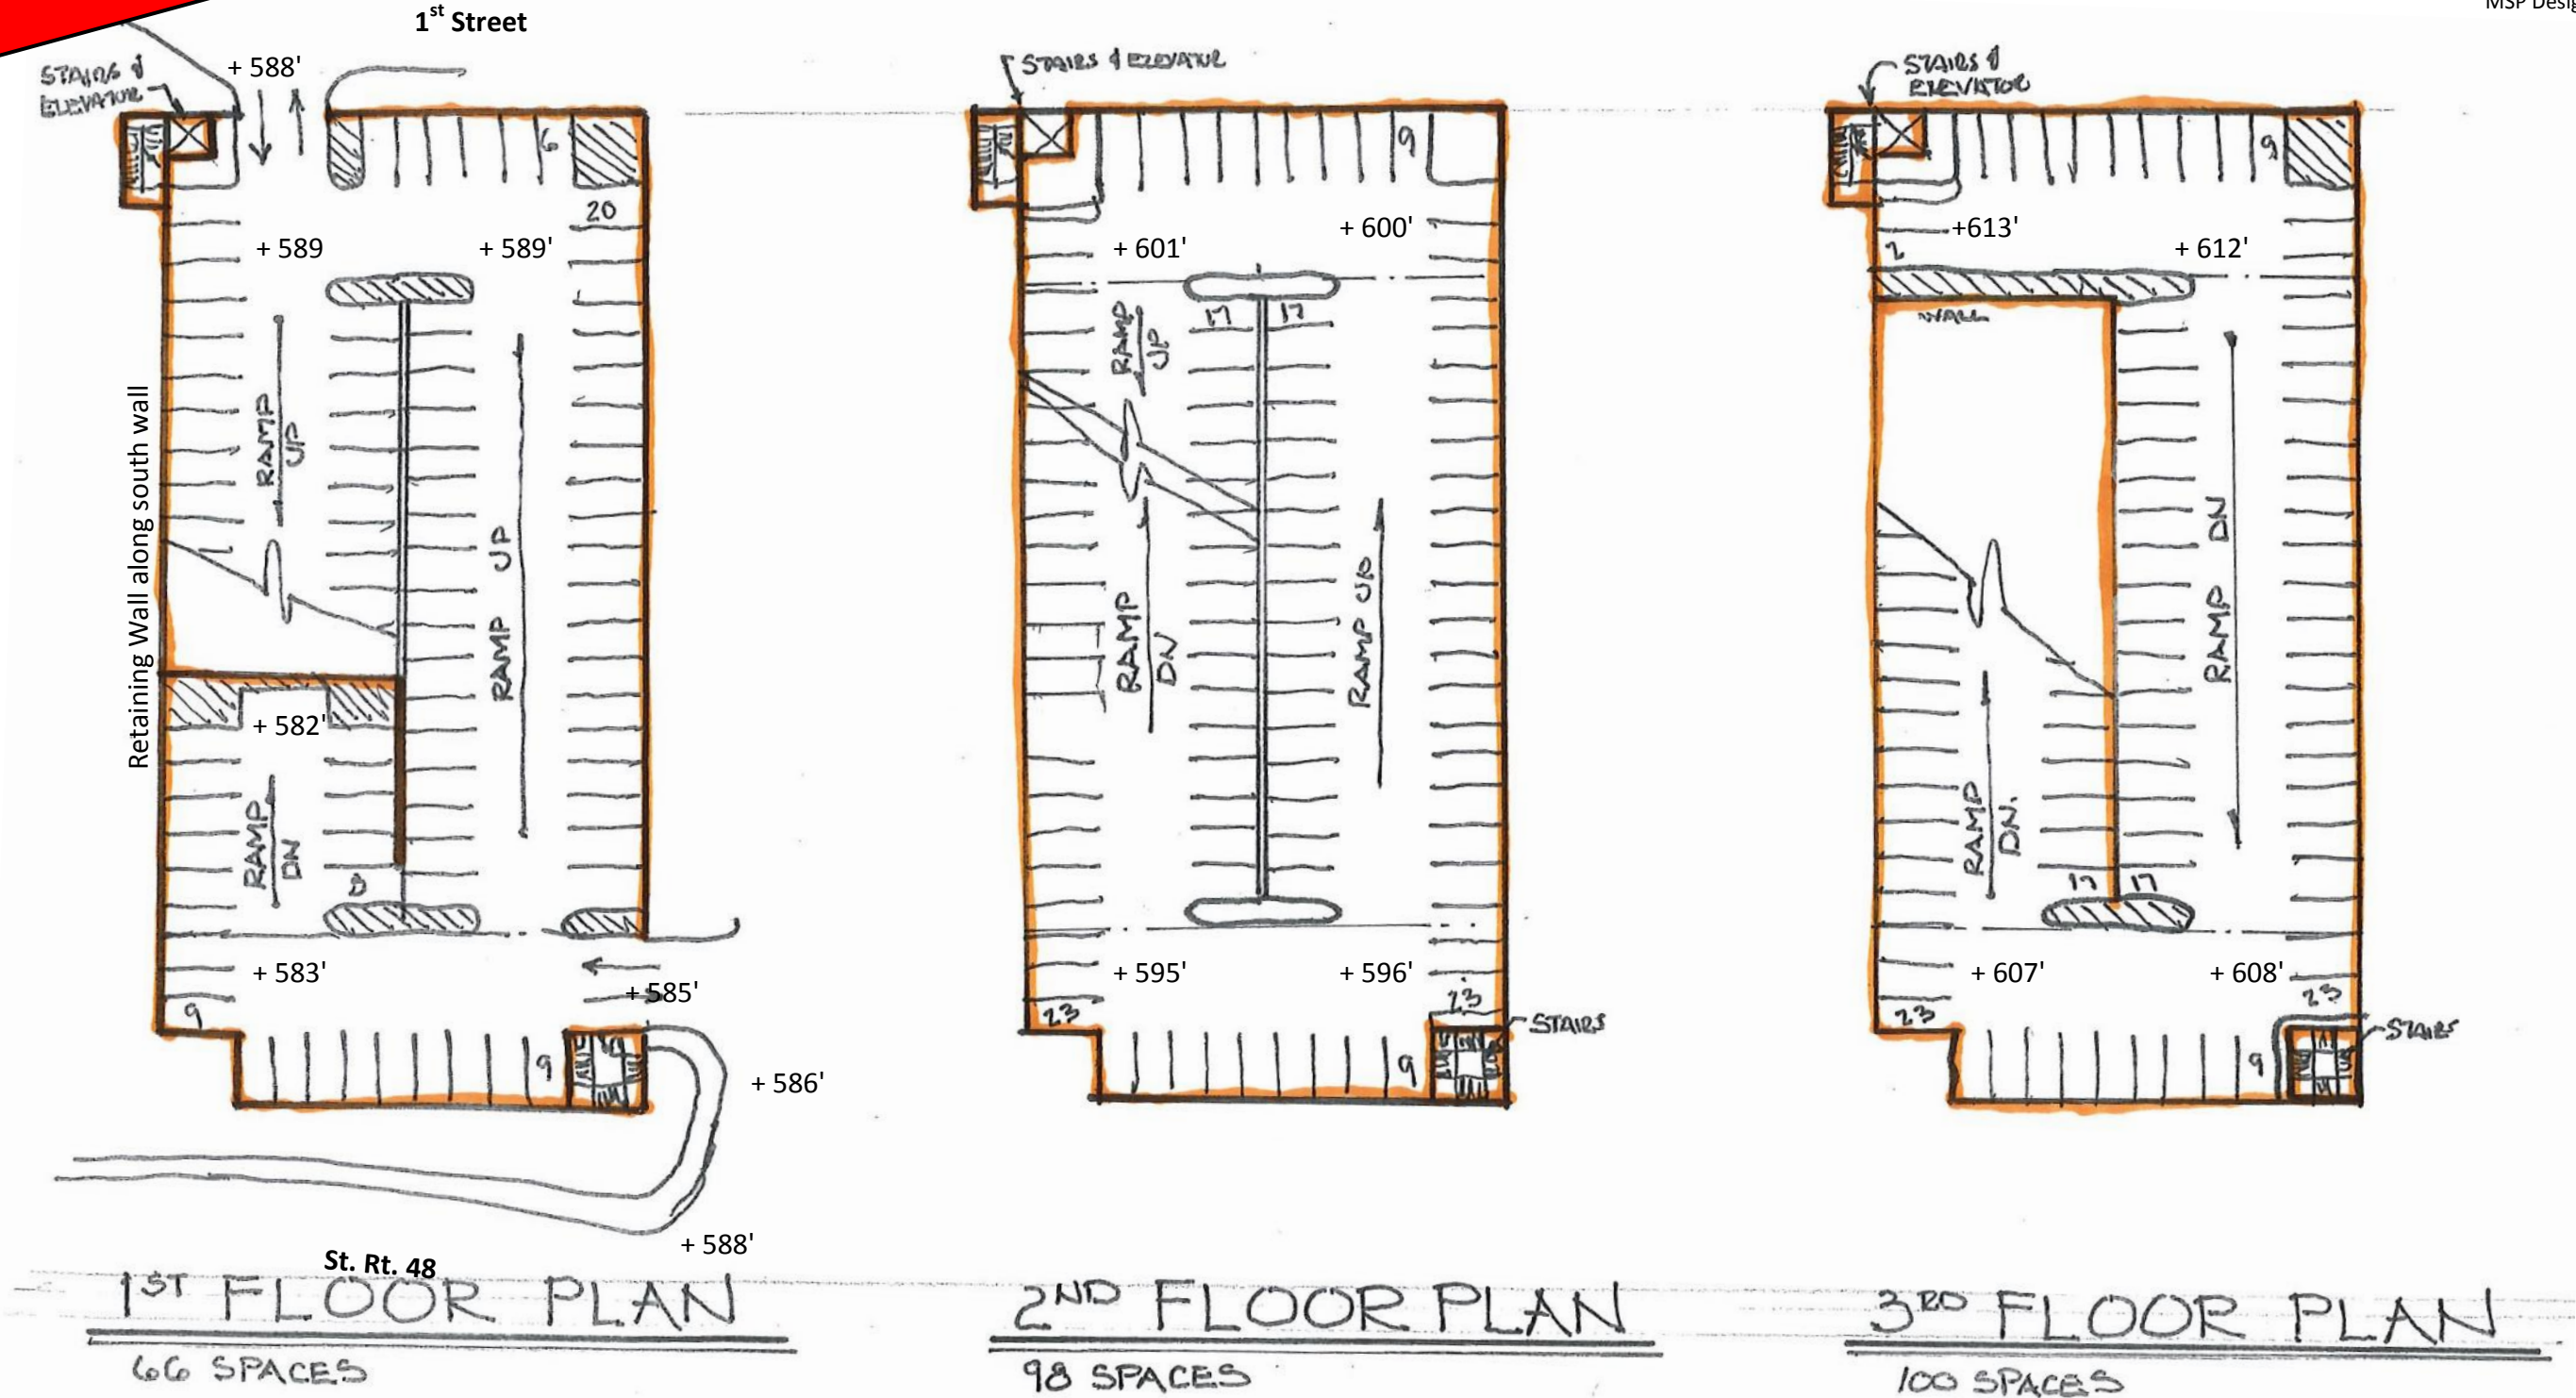 MSP Desig
1st Street
STAIRS &
ELEVATOR
+ 588'
6
20
+ 589
+ 589'
RAMP
UP
RAMP UP
Retaining Wall along south wall
+ 582'
RAMP
DN
8
+ 583'
+ 585'
9
9
+ 586'
+ 588'
St. Rt. 48
1ST FLOOR PLAN
66 SPACES
STAIRS & ELEVATOR
9
+ 600'
+ 601'
17 17
RAMP
UP
RAMP
DN
RAMP UP
+ 595'
+ 596'
23
23
STAIRS
9
2ND FLOOR PLAN
98 SPACES
STAIRS &
ELEVATOR
9
+613'
2
+ 612'
WALL
RAMP DN
RAMP
DN.
17 17
+ 607'
+ 608'
23
23
STAIRS
9
3RD FLOOR PLAN
100 SPACES